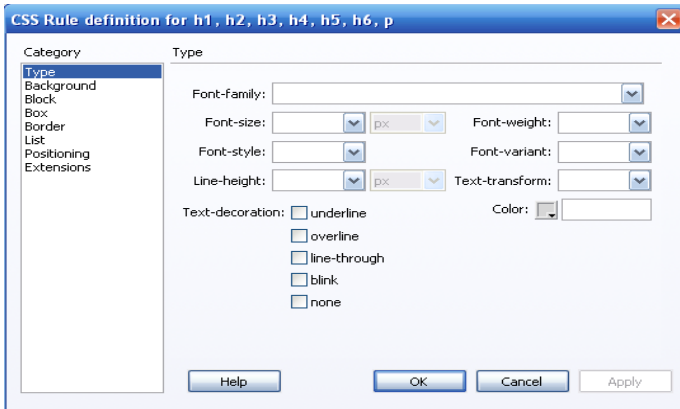 CSS Rule definition for h1, h2, h3, h4, h5, h6, p
Category
Type
Type
Background
Block
Box
Border
List
Positioning
Extensions
Font-family:
Font-size: px Font-weight:
Font-style: Font-variant:
Line-height: px Text-transform:
Text-decoration: underline Color:
overline
line-through
blink
none
Help OK Cancel Apply